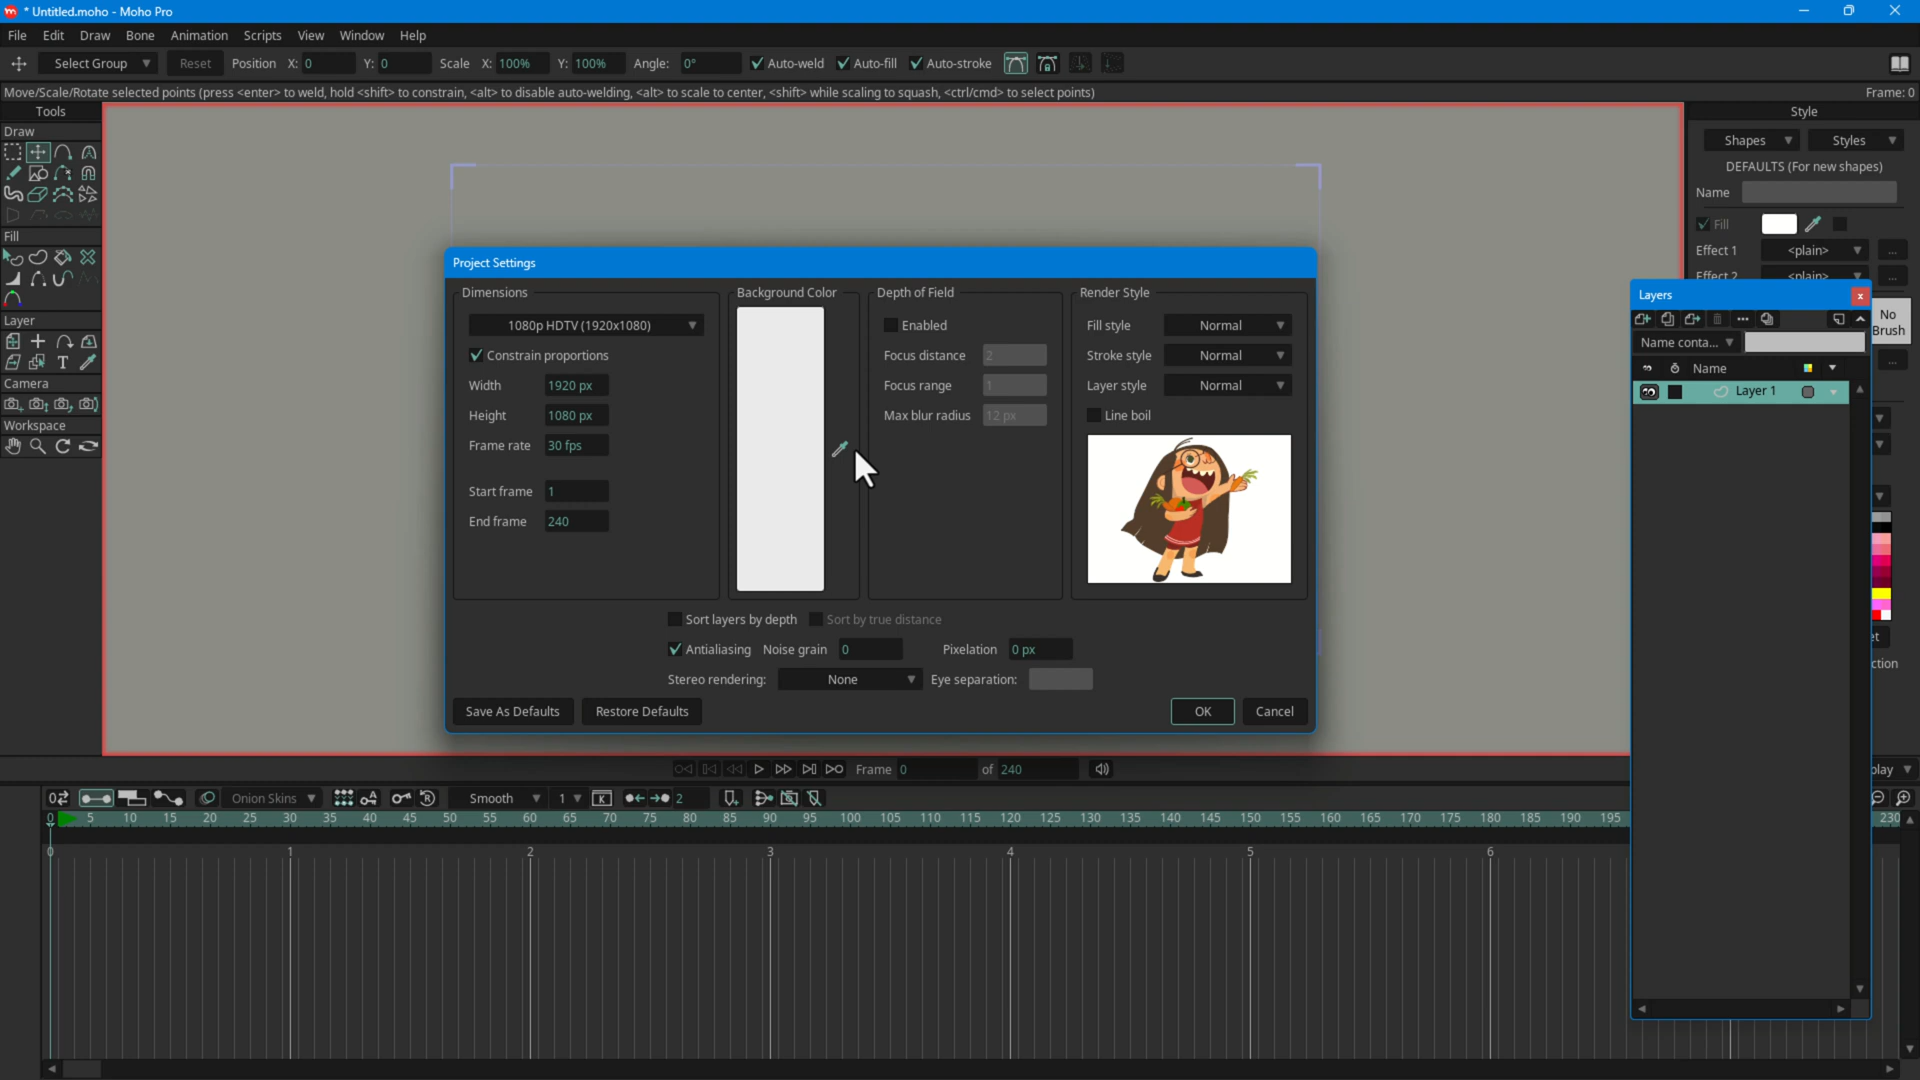 * Untitled.moho - Moho Pro
File Edit Draw Bone Animation Scripts View Window Help
Select Group Reset Position X: 0 Y: 0 Scale X: 100% Y: 100% Angle: 0° Auto-weld Auto-fill Auto-stroke
Move/Scale/Rotate selected points (press <enter> to weld, hold <shift> to constrain, <alt> to disable auto-welding, <alt> to scale to center, <shift> while scaling to squash, <ctrl/cmd> to select points) Frame: 0
Tools
Draw
Fill
Layer
Camera
Workspace
Style
Shapes Styles
DEFAULTS (For new shapes)
Name
Fill
Effect 1 <plain> ...
Effect 2 <plain> ...
No
Brush
...
et
ction
play
Project Settings
Dimensions
1080p HDTV (1920x1080)
Constrain proportions
Width 1920 px
Height 1080 px
Frame rate 30 fps
Start frame 1
End frame 240
Background Color
Depth of Field
Enabled
Focus distance 2
Focus range 1
Max blur radius 12 px
Render Style
Fill style Normal
Stroke style Normal
Layer style Normal
Line boil
Sort layers by depth Sort by true distance
Antialiasing Noise grain 0 Pixelation 0 px
Stereo rendering: None Eye separation:
Save As Defaults Restore Defaults OK Cancel
Layers x
Name conta...
Name
Layer 1
Frame 0 of 240
Onion Skins Smooth 1 K 2
0 5 10 15 20 25 30 35 40 45 50 55 60 65 70 75 80 85 90 95 100 105 110 115 120 125 130 135 140 145 150 155 160 165 170 175 180 185 190 195 230
0 1 2 3 4 5 6